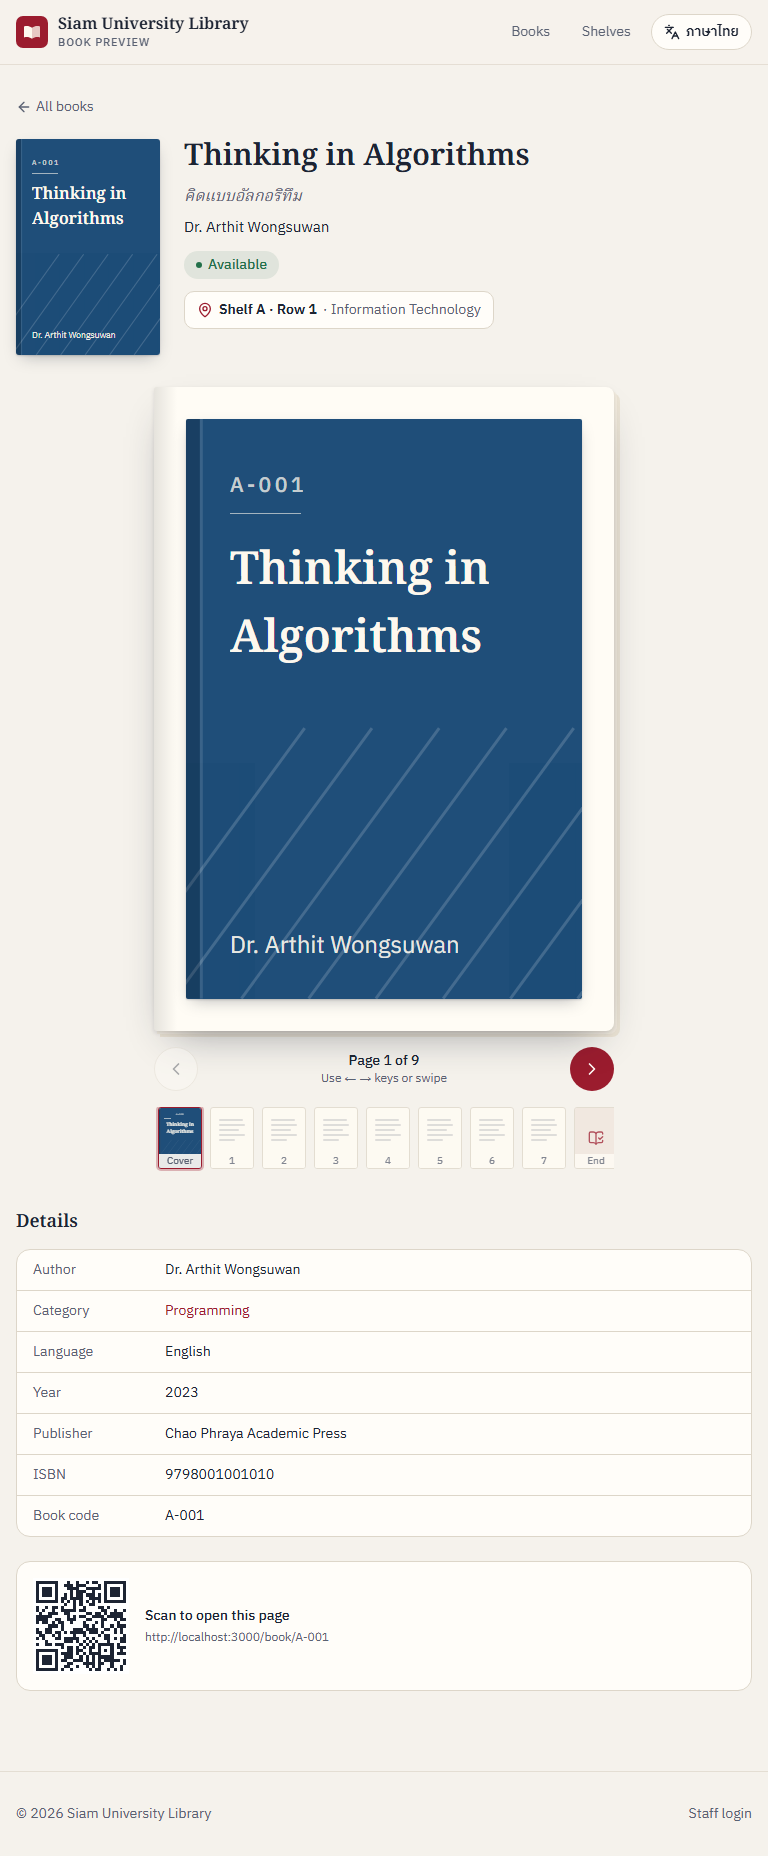 Siam University Library
BOOK PREVIEW
Books
Shelves
ภาษาไทย
All books
A-001
Thinking in
Algorithms
Dr. Arthit Wongsuwan
Thinking in Algorithms
คิดแบบอัลกอริทึม
Dr. Arthit Wongsuwan
Available
Shelf A · Row 1 · Information Technology
A-001
Thinking in
Algorithms
Dr. Arthit Wongsuwan
Page 1 of 9
Use ← → keys or swipe
Thinking in
Algorithms
Cover
1
2
3
4
5
6
7
End
Details
Author Dr. Arthit Wongsuwan
Category Programming
Language English
Year 2023
Publisher Chao Phraya Academic Press
ISBN 9798001001010
Book code A-001
Scan to open this page
http://localhost:3000/book/A-001
© 2026 Siam University Library
Staff login